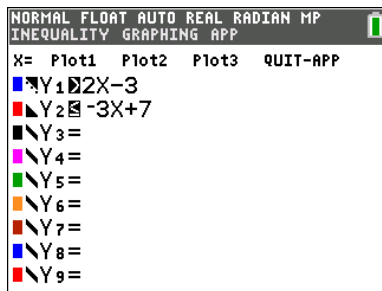 NORMAL FLOAT AUTO REAL RADIAN MP
INEQUALITY GRAPHING APP
X= Plot1 Plot2 Plot3 QUIT-APP
Y₁>2X−3
Y₂≤⁻3X+7
Y₃=
Y₄=
Y₅=
Y₆=
Y₇=
Y₈=
Y₉=